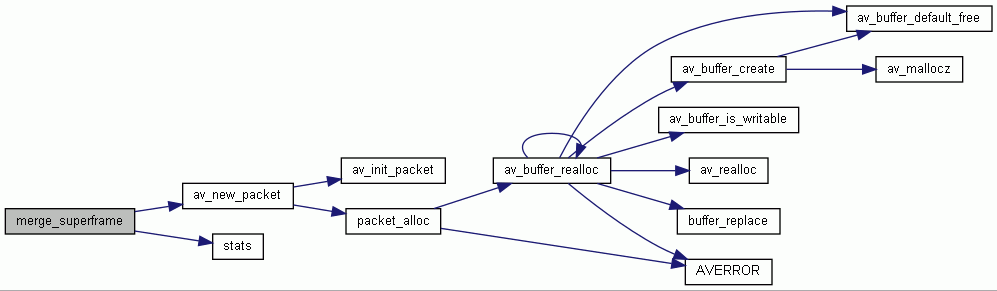 av_buffer_default_free
av_buffer_create
av_mallocz
av_buffer_is_writable
av_init_packet
av_buffer_realloc
av_realloc
av_new_packet
merge_superframe
packet_alloc
buffer_replace
stats
AVERROR